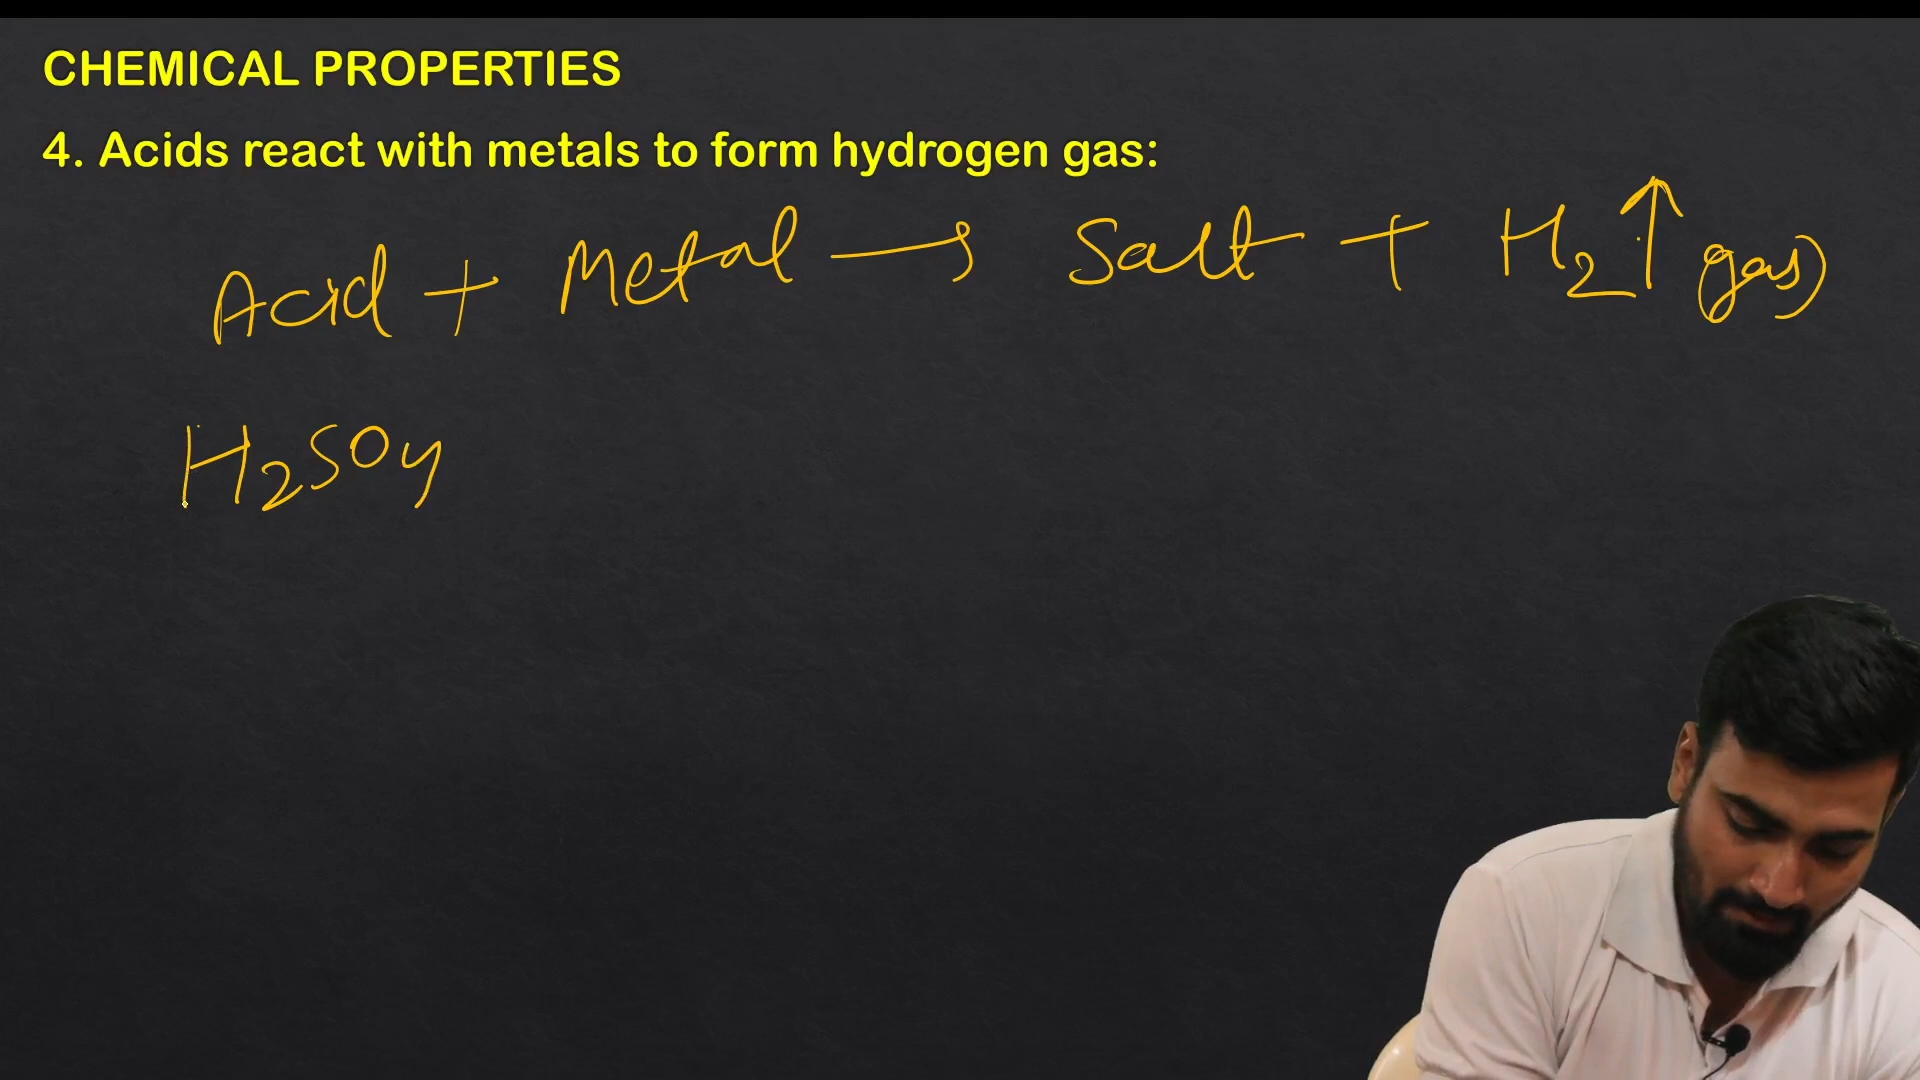 CHEMICAL PROPERTIES
4. Acids react with metals to form hydrogen gas:
Acid + Metal → Salt + H₂↑ gas)
H₂SO₄